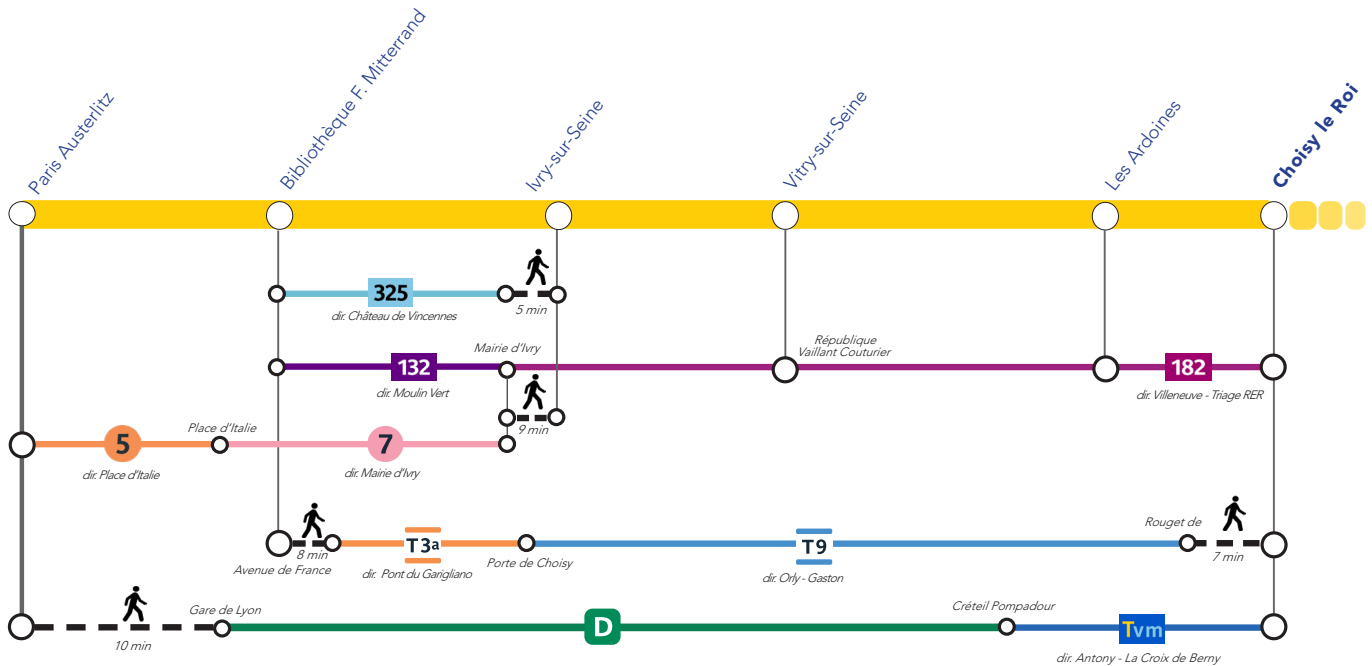 Paris Austerlitz
Bibliothèque F. Mitterrand
Ivry-sur-Seine
Vitry-sur-Seine
Les Ardoines
Choisy le Roi
325
dir. Château de Vincennes
5 min
Mairie d'Ivry
République
Vaillant Couturier
132
dir. Moulin Vert
182
dir. Villeneuve - Triage RER
9 min
Place d'Italie
5
dir. Place d'Italie
7
dir. Mairie d'Ivry
8 min
Avenue de France
T3a
dir. Pont du Garigliano
Porte de Choisy
T9
dir. Orly - Gaston
Rouget de
7 min
10 min
Gare de Lyon
D
Créteil Pompadour
Tvm
dir. Antony - La Croix de Berny